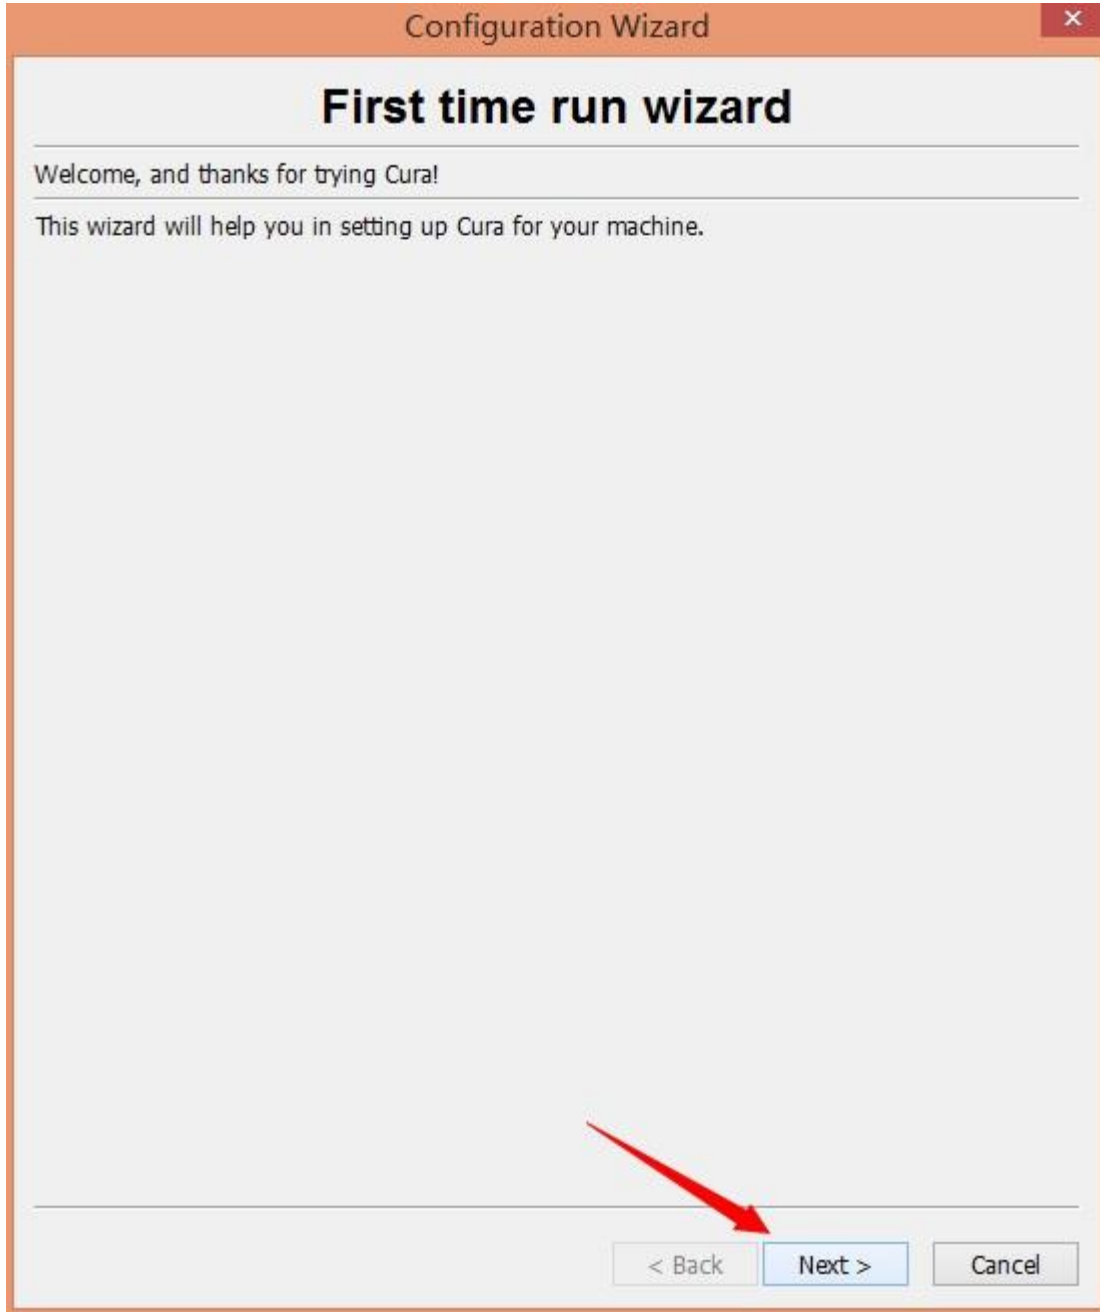 Configuration Wizard
First time run wizard
Welcome, and thanks for trying Cura!
This wizard will help you in setting up Cura for your machine.
< Back Next > Cancel